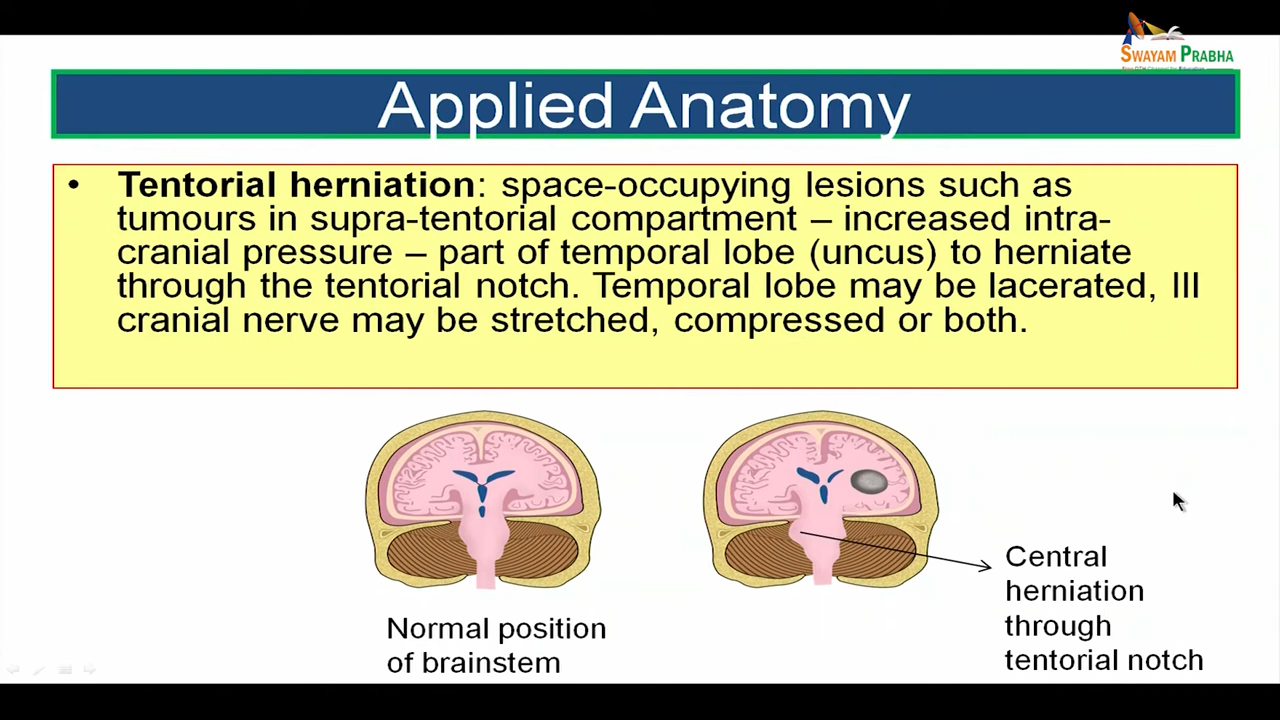 SWAYAM PRABHA
Applied Anatomy
• Tentorial herniation: space-occupying lesions such as
tumours in supra-tentorial compartment – increased intra-
cranial pressure – part of temporal lobe (uncus) to herniate
through the tentorial notch. Temporal lobe may be lacerated, III
cranial nerve may be stretched, compressed or both.
Normal position
of brainstem
Central
herniation
through
tentorial notch